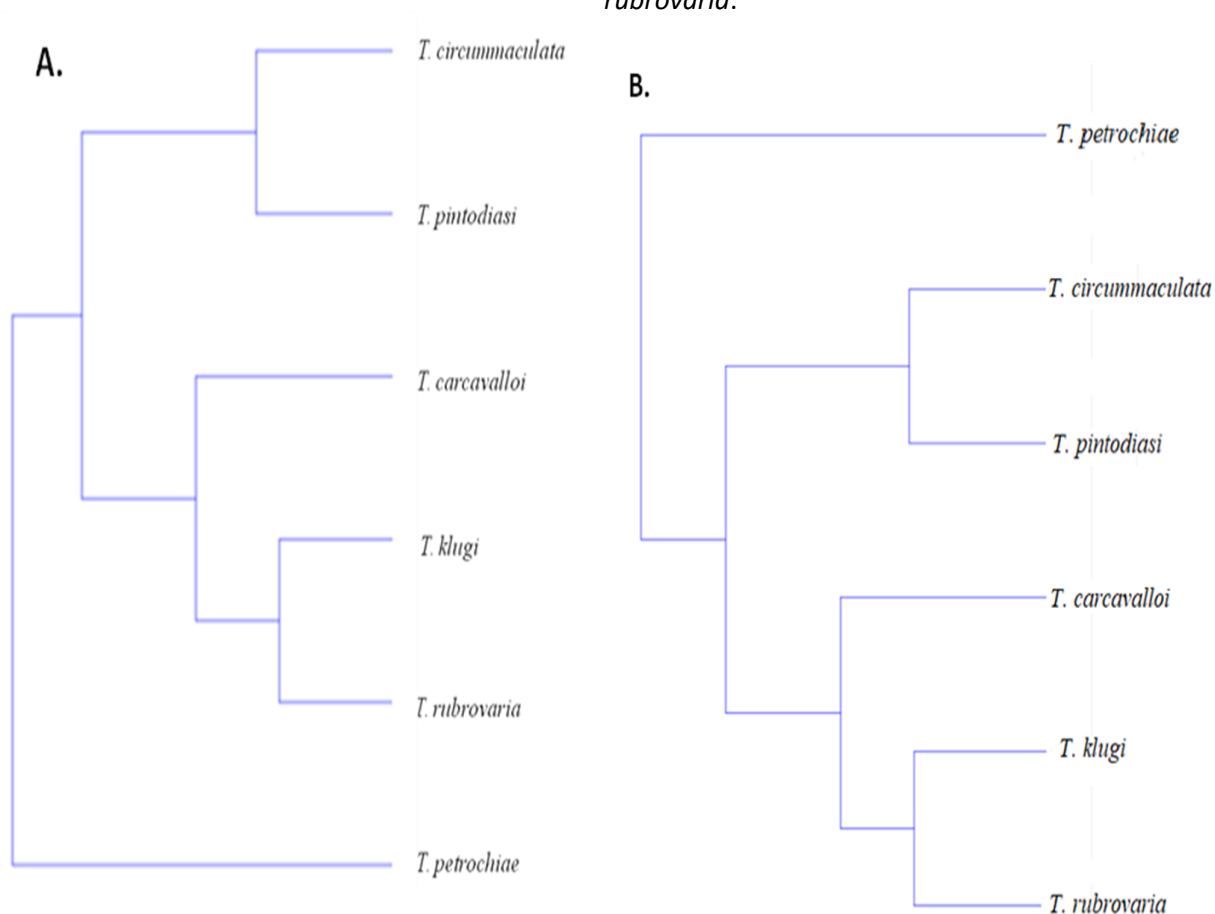 rubrovaria.
A.
T. circummaculata
T. pintodiasi
T. carcavalloi
T. klugi
T. rubrovaria
T. petrochiae
B.
T. petrochiae
T. circummaculata
T. pintodiasi
T. carcavalloi
T. klugi
T. rubrovaria